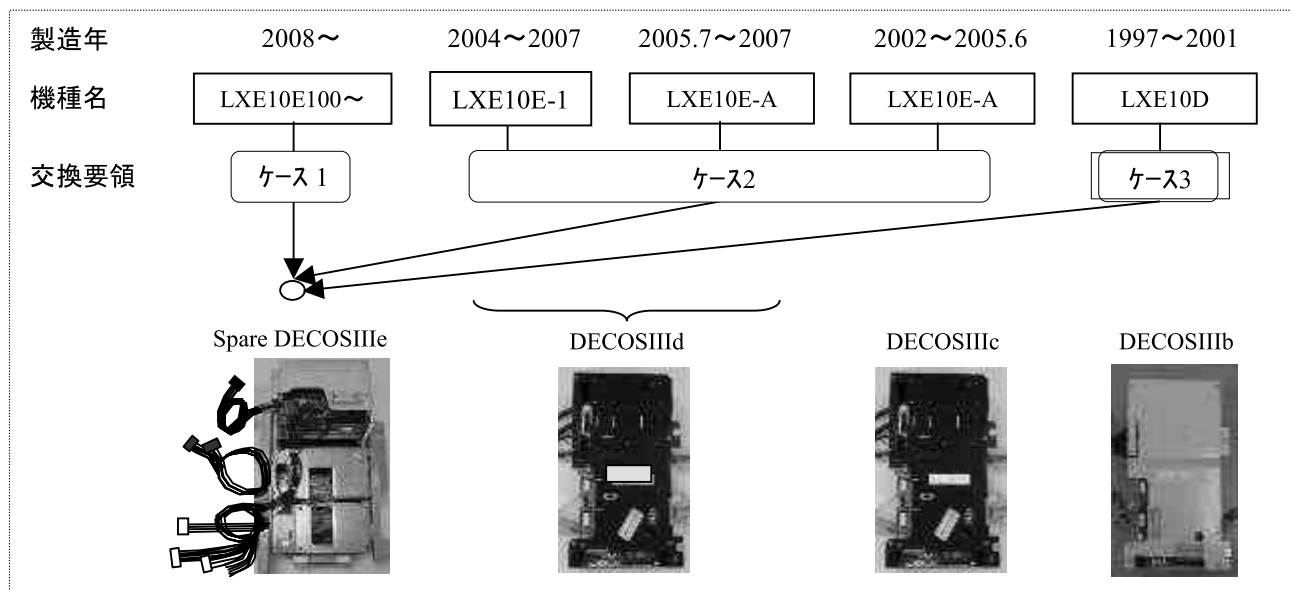 製造年 2008～ 2004～2007 2005.7～2007 2002～2005.6 1997～2001
機種名 LXE10E100～ LXE10E-1 LXE10E-A LXE10E-A LXE10D
交換要領 ｹｰｽ 1 ｹｰｽ2 ｹｰｽ3
Spare DECOSIIIe DECOSIIId DECOSIIIc DECOSIIIb